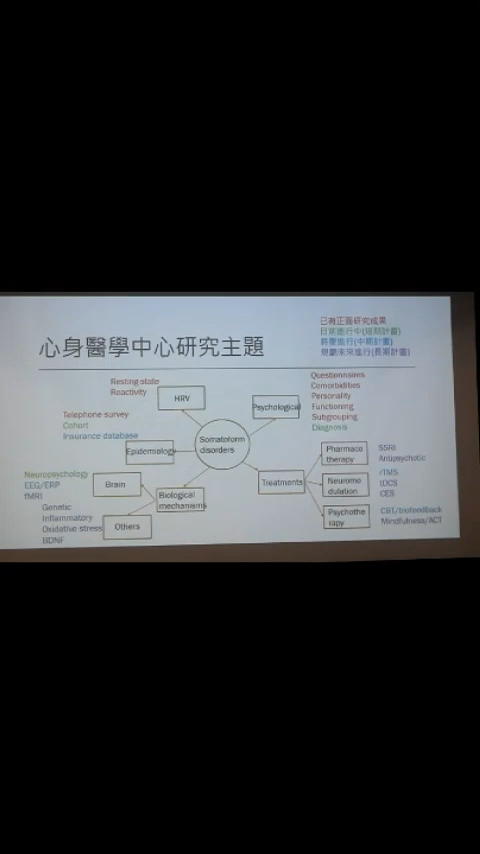 已有正面研究成果
目前進行中(短期計畫)
將要進行(中期計畫)
規劃未來進行(長期計畫)
心身醫學中心研究主題
Resting state
Reactivity
HRV
Questionnaires
Comorbidities
Personality
Functioning
Subgrouping
Diagnosis
Psychological
Telephone survey
Cohort
Insurance database
Epidemiology
Somatoform
disorders
Pharmaco
therapy
SSRI
Antipsychotic
Neuropsychology
EEG/ERP
fMRI
Brain
Biological
mechanisms
Treatments
Neuromo
dulation
rTMS
tDCS
CES
Genetic
Inflammatory
Oxidative stress
BDNF
Others
Psychothe
rapy
CBT/biofeedback
Mindfulness/ACT